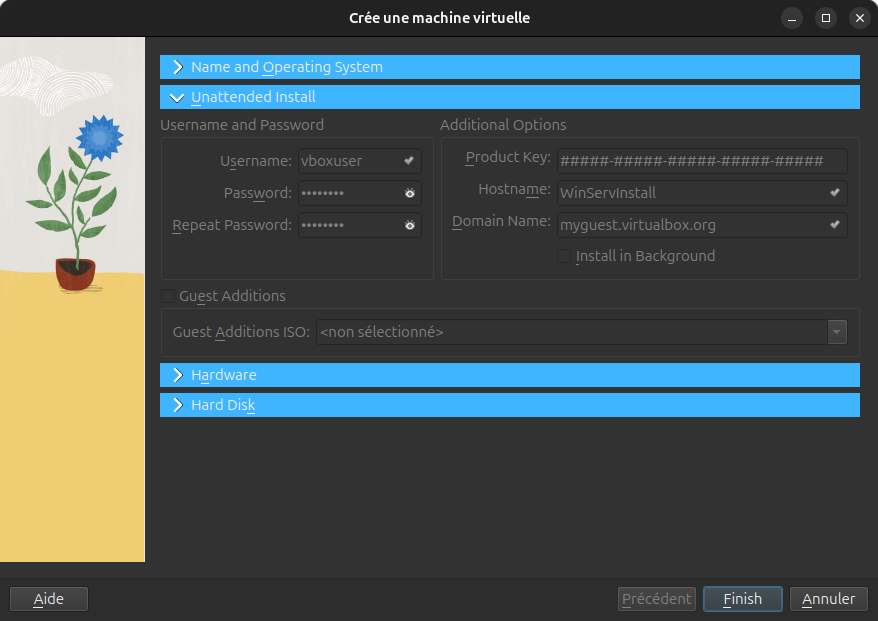 Crée une machine virtuelle
Name and Operating System
Unattended Install
Username and Password
Additional Options
Username: vboxuser
Product Key: #####-#####-#####-#####-#####
Password: ••••••••
Hostname: WinServInstall
Repeat Password: ••••••••
Domain Name: myguest.virtualbox.org
Install in Background
Guest Additions
Guest Additions ISO: <non sélectionné>
Hardware
Hard Disk
Aide
Précédent
Finish
Annuler